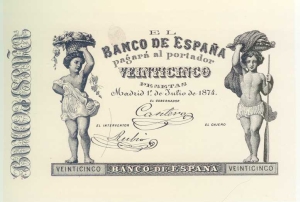 EL
BANCO DE ESPAÑA
pagará al portador
VEINTICINCO
PESETAS
Madrid 1º de Julio de 1874.
EL GOBERNADOR
EL INTERVENTOR
EL CAJERO
VEINTICINCO
BANCO DE ESPAÑA
VEINTICINCO